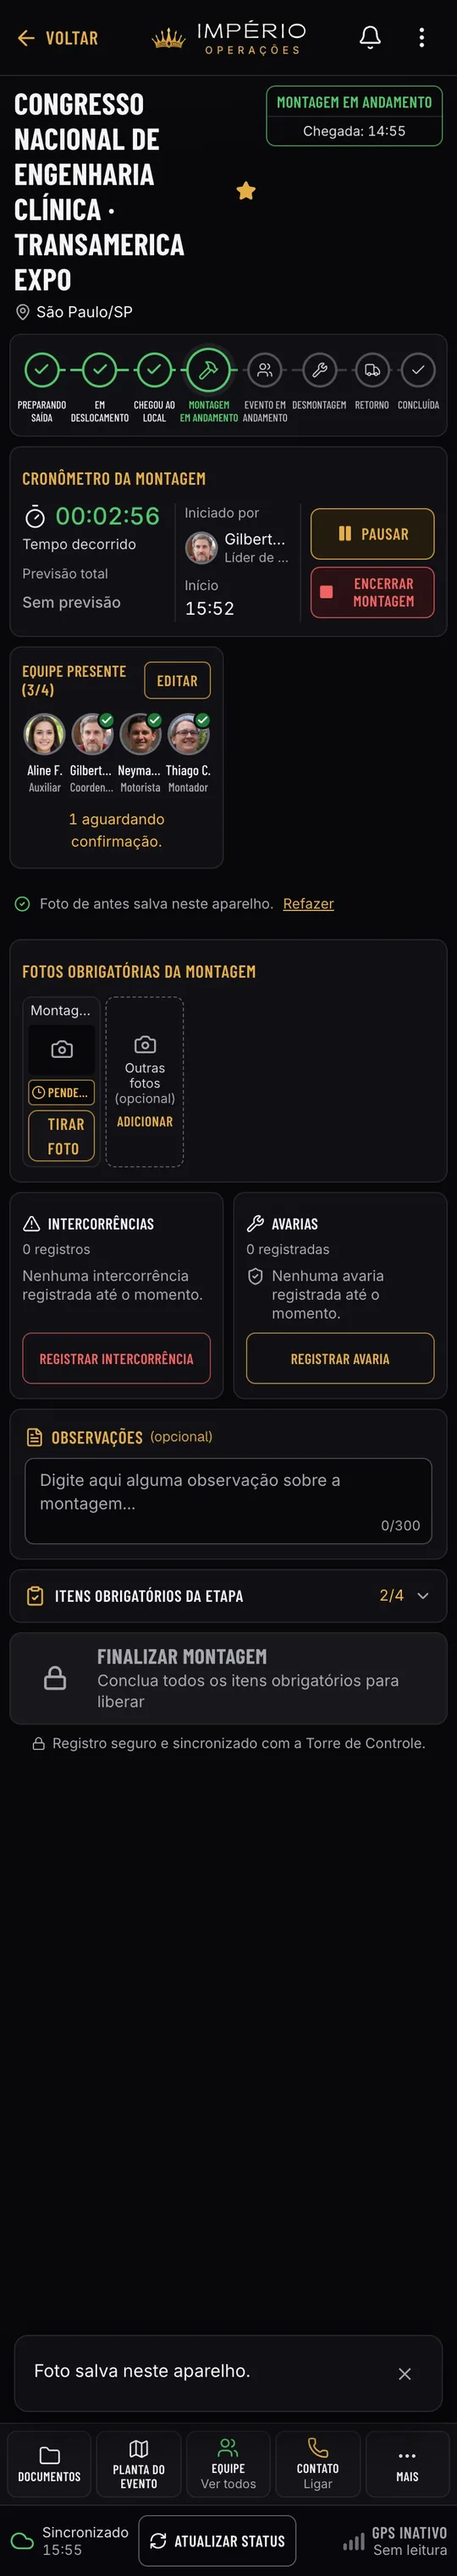 VOLTAR
IMPÉRIO
OPERAÇÕES
CONGRESSO
NACIONAL DE
ENGENHARIA
CLÍNICA ·
TRANSAMERICA
EXPO
MONTAGEM EM ANDAMENTO
Chegada: 14:55
São Paulo/SP
PREPARANDO
SAÍDA
EM
DESLOCAMENTO
CHEGOU AO
LOCAL
MONTAGEM
EM ANDAMENTO
EVENTO EM
ANDAMENTO
DESMONTAGEM
RETORNO
CONCLUÍDA
CRONÔMETRO DA MONTAGEM
00:02:56
Tempo decorrido
Previsão total
Sem previsão
Iniciado por
Gilbert...
Líder de ...
Início
15:52
PAUSAR
ENCERRAR
MONTAGEM
EQUIPE PRESENTE
(3/4)
EDITAR
Aline F.
Auxiliar
Gilbert...
Coorden...
Neyma...
Motorista
Thiago C.
Montador
1 aguardando
confirmação.
Foto de antes salva neste aparelho. Refazer
FOTOS OBRIGATÓRIAS DA MONTAGEM
Montag...
PENDE...
TIRAR
FOTO
Outras
fotos
(opcional)
ADICIONAR
INTERCORRÊNCIAS
0 registros
Nenhuma intercorrência
registrada até o momento.
REGISTRAR INTERCORRÊNCIA
AVARIAS
0 registradas
Nenhuma avaria
registrada até o
momento.
REGISTRAR AVARIA
OBSERVAÇÕES (opcional)
Digite aqui alguma observação sobre a
montagem...
0/300
ITENS OBRIGATÓRIOS DA ETAPA 2/4
FINALIZAR MONTAGEM
Conclua todos os itens obrigatórios para
liberar
Registro seguro e sincronizado com a Torre de Controle.
Foto salva neste aparelho.
DOCUMENTOS
PLANTA DO
EVENTO
EQUIPE
Ver todos
CONTATO
Ligar
MAIS
Sincronizado
15:55
ATUALIZAR STATUS
GPS INATIVO
Sem leitura